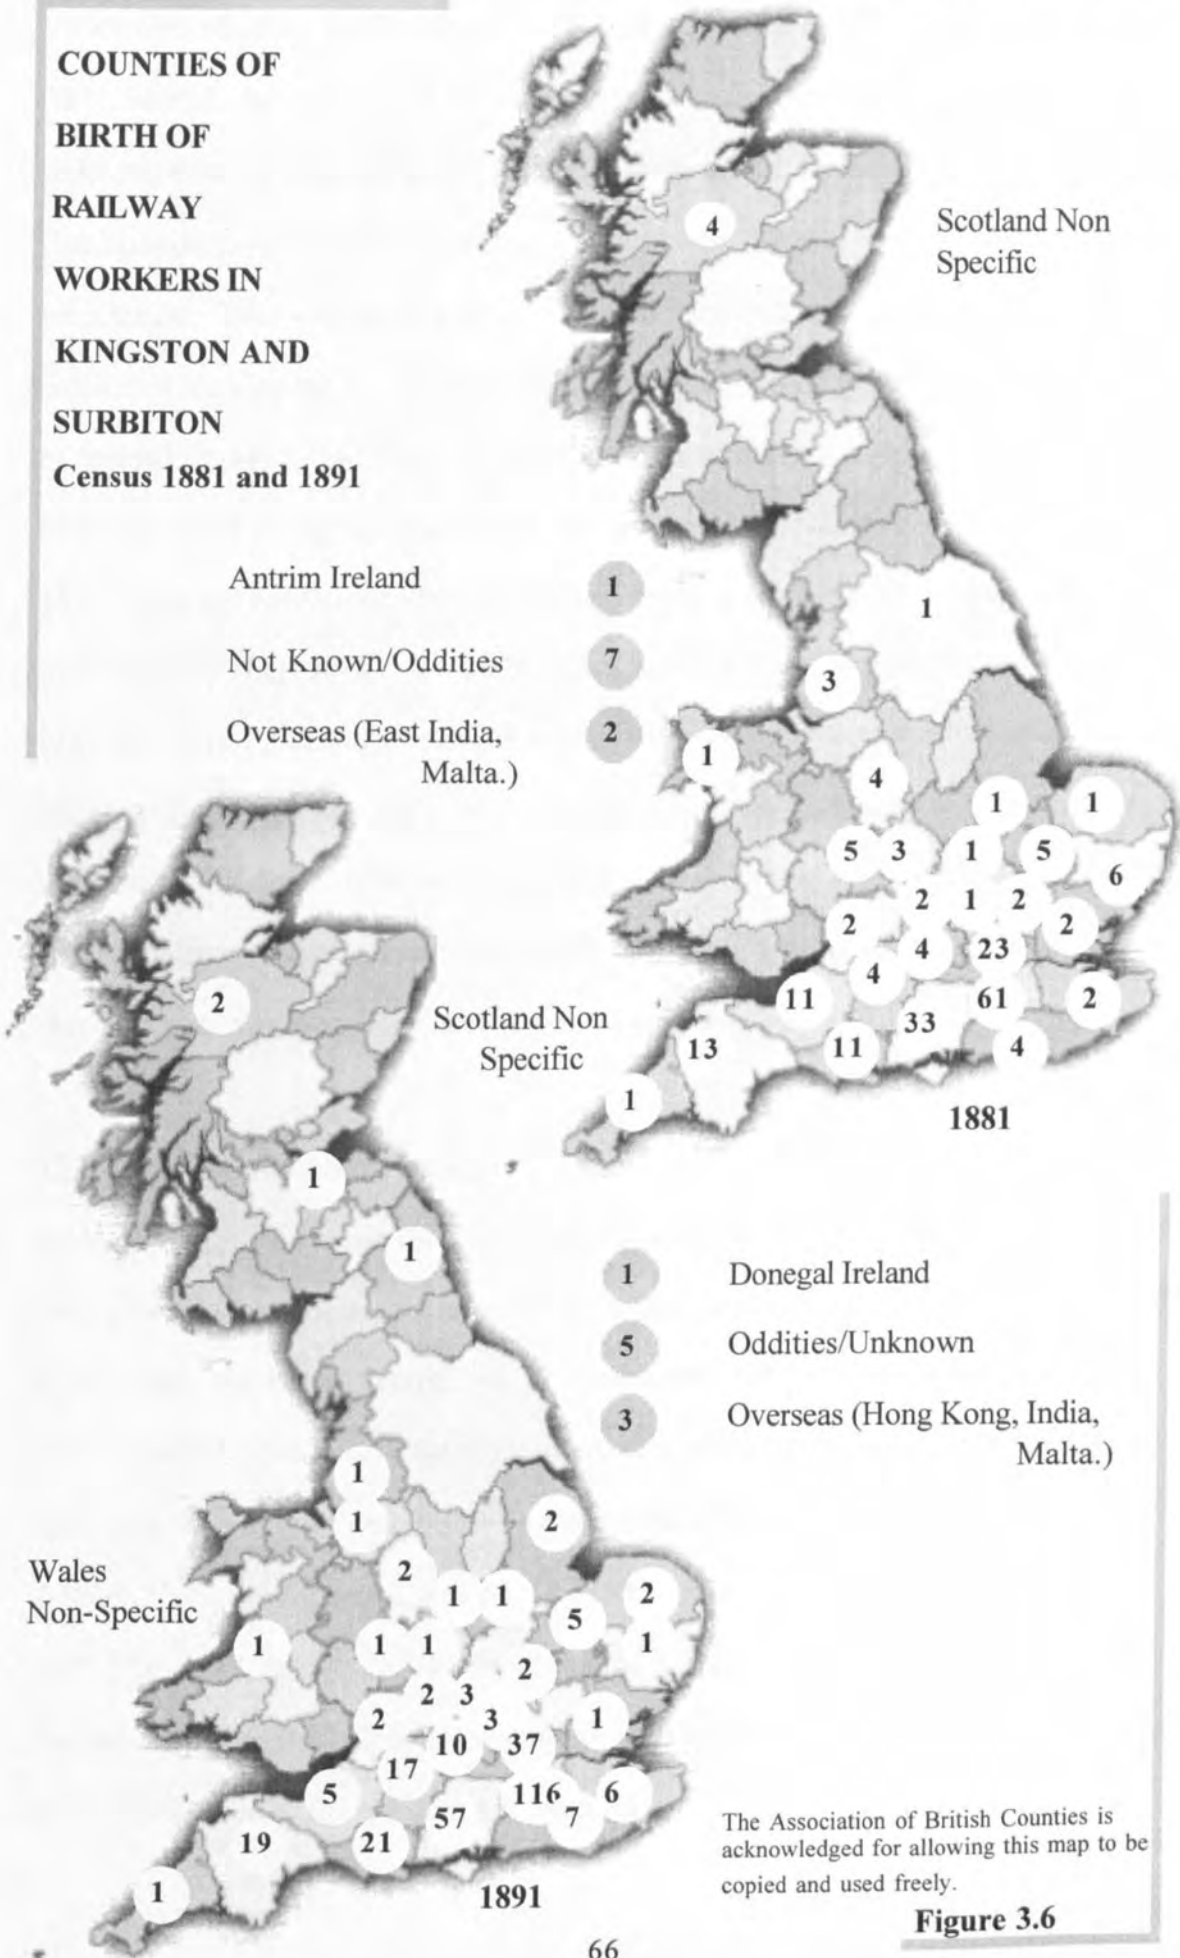 COUNTIES OF
BIRTH OF
RAILWAY
WORKERS IN
KINGSTON AND
SURBITON
Census 1881 and 1891
4
Scotland Non
Specific
Antrim Ireland 1
Not Known/Oddities 7
Overseas (East India, 2
Malta.)
1
3
1
4
1 1
5 3 1 5
6
2 1 2
2 2
4 23
4
11 61 2
33
13 11 4
1
1881
2
Scotland Non
Specific
1
1
1 Donegal Ireland
5 Oddities/Unknown
3 Overseas (Hong Kong, India,
Malta.)
1
1 2
Wales
Non-Specific
2
1 1 2
5
1 1 1 1
2
2 3
2 3 1
10 37
17
5 116 6
57 7
19 21
1
1891
The Association of British Counties is
acknowledged for allowing this map to be
copied and used freely.
Figure 3.6
66